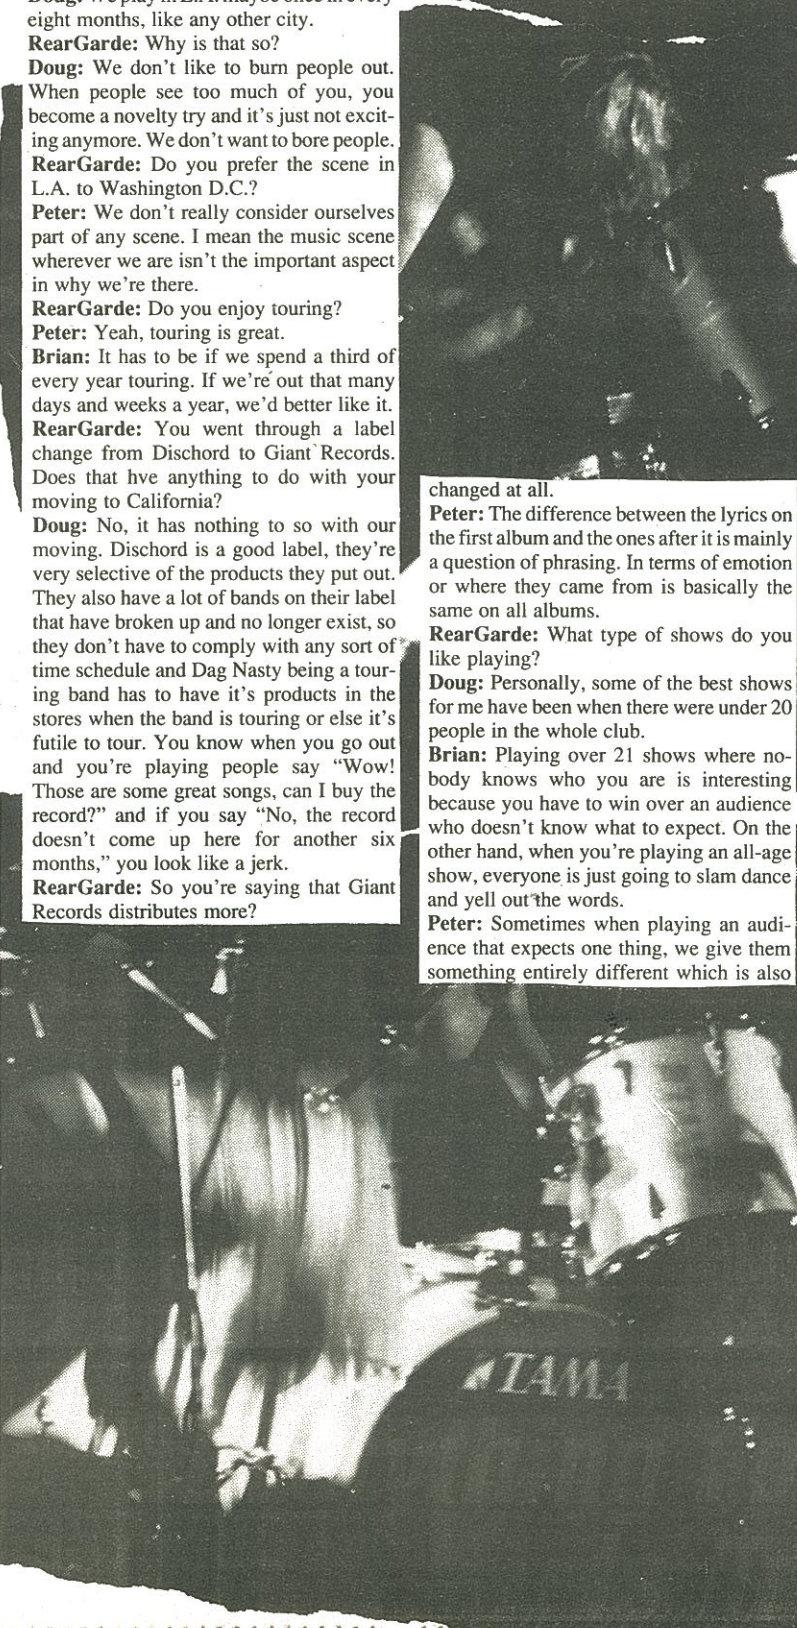 Doug: We play in L.A. maybe once in every
eight months, like any other city.
RearGarde: Why is that so?
Doug: We don't like to burn people out.
When people see too much of you, you
become a novelty try and it's just not excit-
ing anymore. We don't want to bore people.
RearGarde: Do you prefer the scene in
L.A. to Washington D.C.?
Peter: We don't really consider ourselves
part of any scene. I mean the music scene
wherever we are isn't the important aspect
in why we're there.
RearGarde: Do you enjoy touring?
Peter: Yeah, touring is great.
Brian: It has to be if we spend a third of
every year touring. If we're out that many
days and weeks a year, we'd better like it.
RearGarde: You went through a label
change from Dischord to Giant Records.
Does that hve anything to do with your
moving to California?
Doug: No, it has nothing to so with our
moving. Dischord is a good label, they're
very selective of the products they put out.
They also have a lot of bands on their label
that have broken up and no longer exist, so
they don't have to comply with any sort of
time schedule and Dag Nasty being a tour-
ing band has to have it's products in the
stores when the band is touring or else it's
futile to tour. You know when you go out
and you're playing people say “Wow!
Those are some great songs, can I buy the
record?” and if you say “No, the record
doesn't come up here for another six
months,” you look like a jerk.
RearGarde: So you're saying that Giant
Records distributes more?
changed at all.
Peter: The difference between the lyrics on
the first album and the ones after it is mainly
a question of phrasing. In terms of emotion
or where they came from is basically the
same on all albums.
RearGarde: What type of shows do you
like playing?
Doug: Personally, some of the best shows
for me have been when there were under 20
people in the whole club.
Brian: Playing over 21 shows where no-
body knows who you are is interesting
because you have to win over an audience
who doesn't know what to expect. On the
other hand, when you're playing an all-age
show, everyone is just going to slam dance
and yell out the words.
Peter: Sometimes when playing an audi-
ence that expects one thing, we give them
something entirely different which is also
TAMA